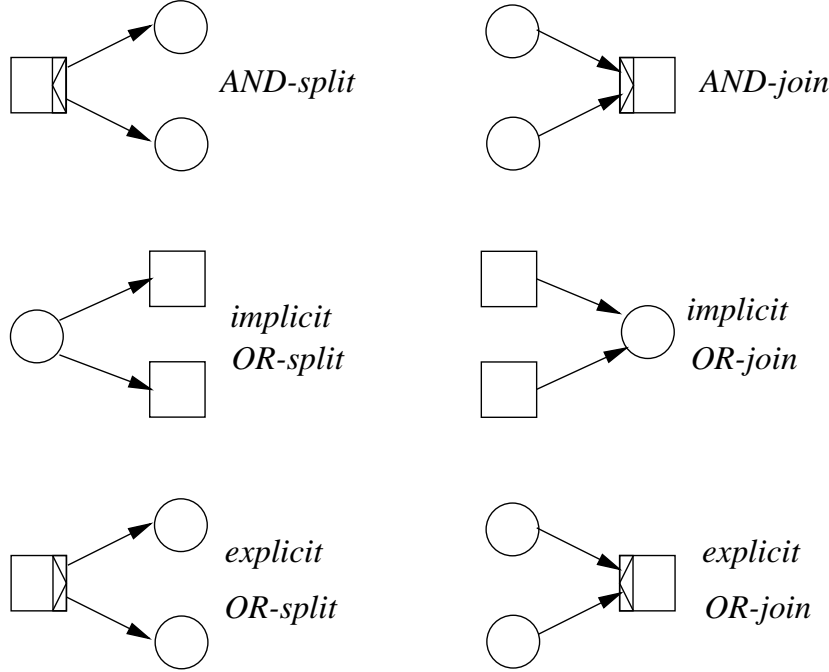 AND-split
AND-join
implicit
OR-split
implicit
OR-join
explicit
OR-split
explicit
OR-join